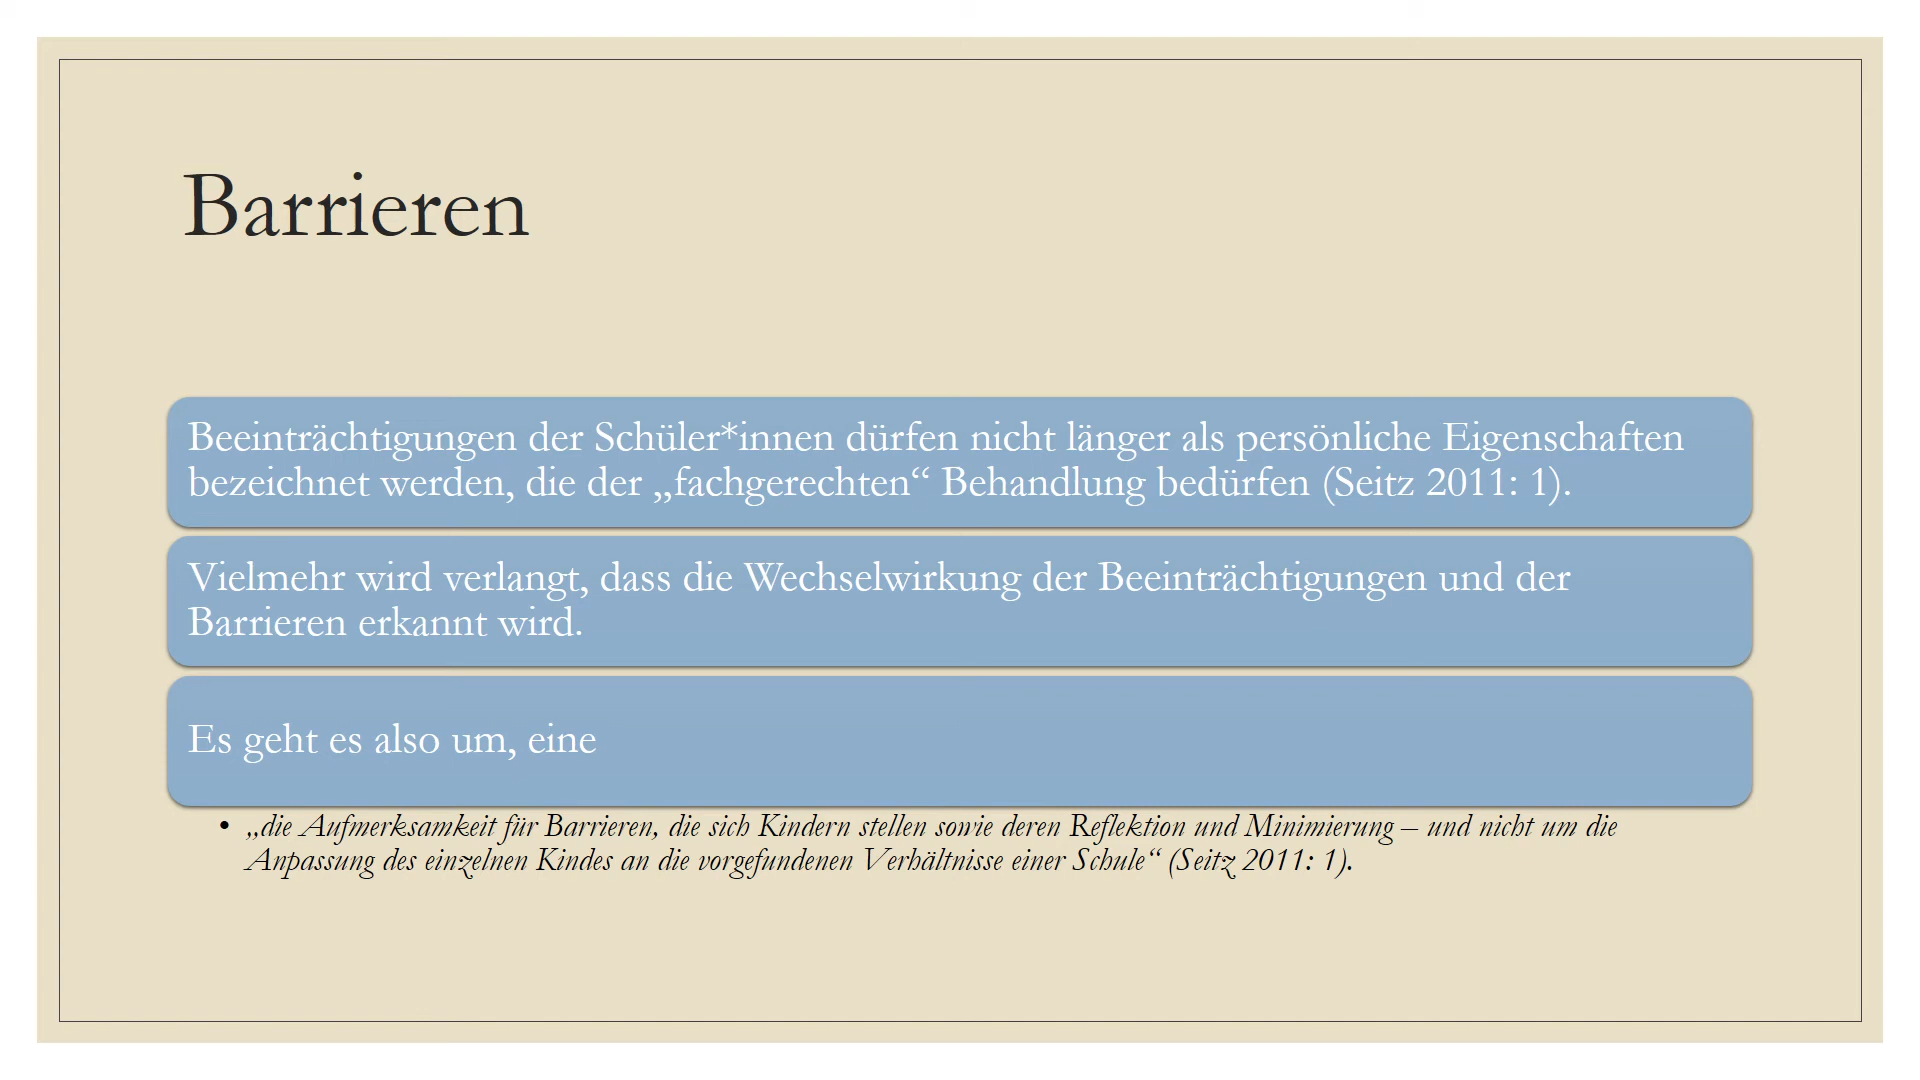 Barrieren
Beeinträchtigungen der Schüler*innen dürfen nicht länger als persönliche Eigenschaften
bezeichnet werden, die der „fachgerechten“ Behandlung bedürfen (Seitz 2011: 1).
Vielmehr wird verlangt, dass die Wechselwirkung der Beeinträchtigungen und der
Barrieren erkannt wird.
Es geht es also um, eine
• „die Aufmerksamkeit für Barrieren, die sich Kindern stellen sowie deren Reflektion und Minimierung – und nicht um die
Anpassung des einzelnen Kindes an die vorgefundenen Verhältnisse einer Schule“ (Seitz 2011: 1).